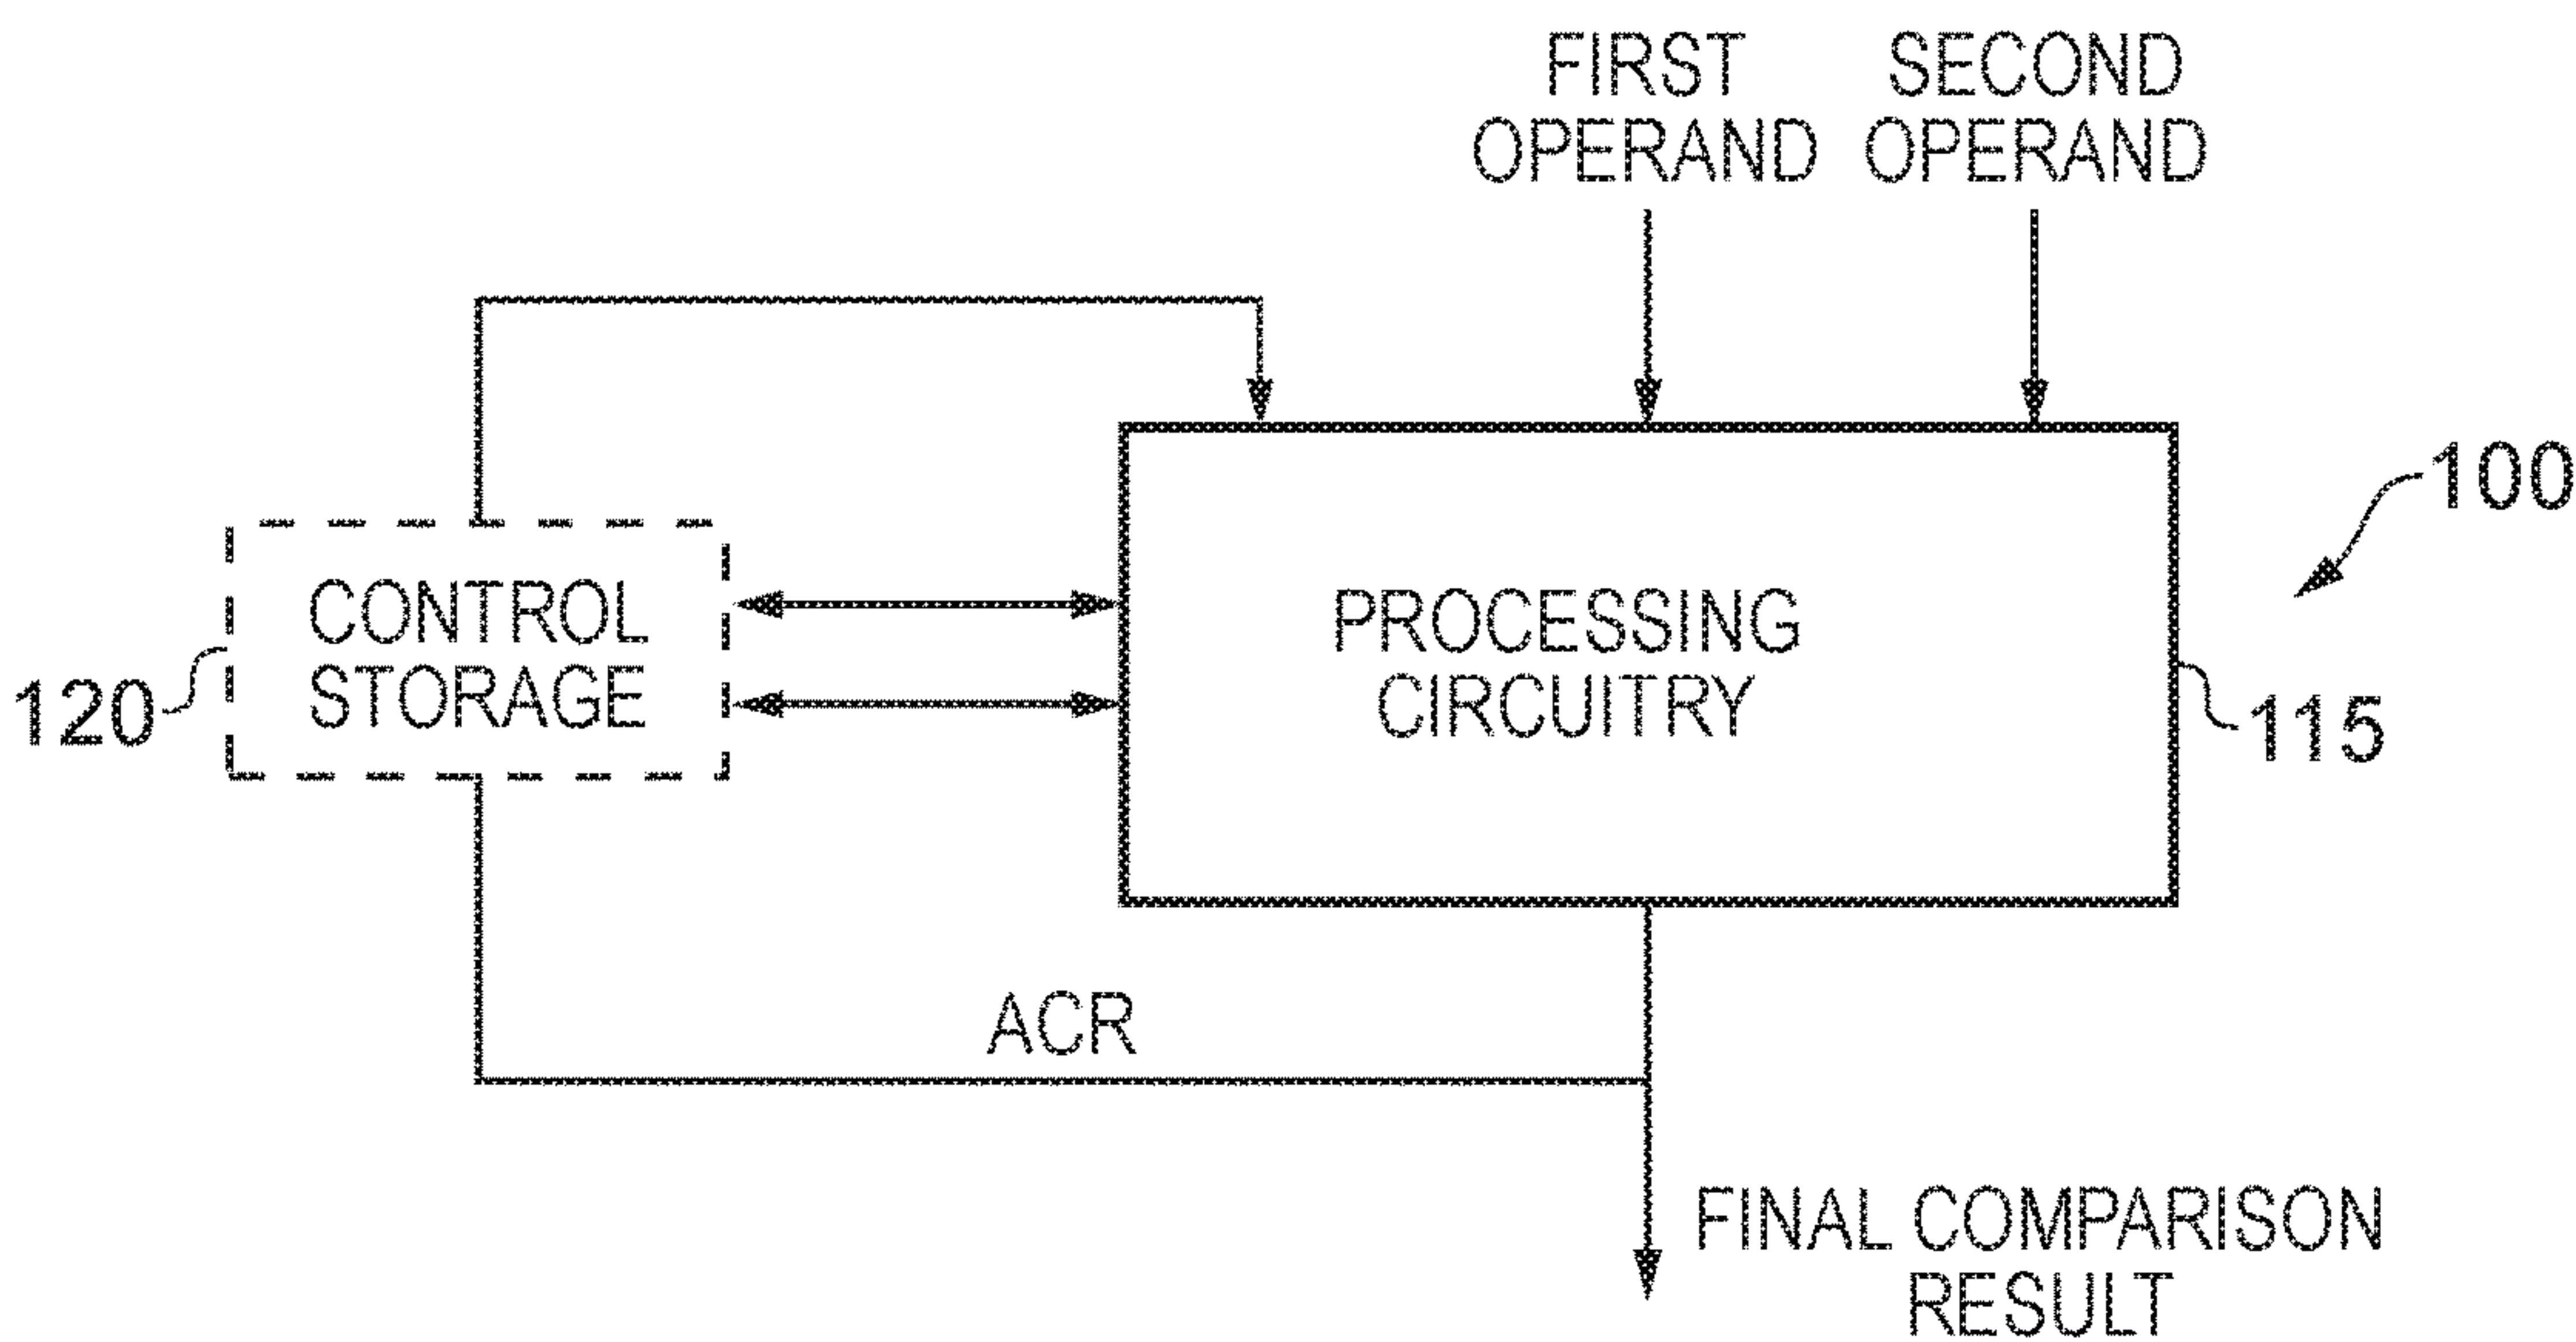 FIRST
OPERAND
SECOND
OPERAND
100
CONTROL
STORAGE
120
PROCESSING
CIRCUITRY
115
ACR
FINAL COMPARISON
RESULT